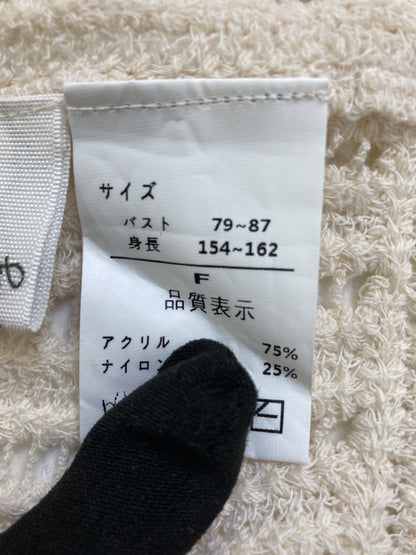 サイズ
バスト 79~87
身長 154~162
F
品質表示
アクリル 75%
ナイロン 25%